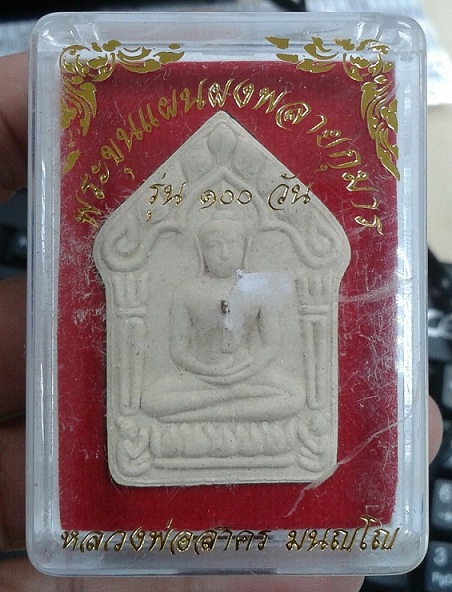 พระขุนแผนผงพลายกุมาร
รุ่น ๑๐๐ วัน
หลวงพ่อสาคร มนุญโญ